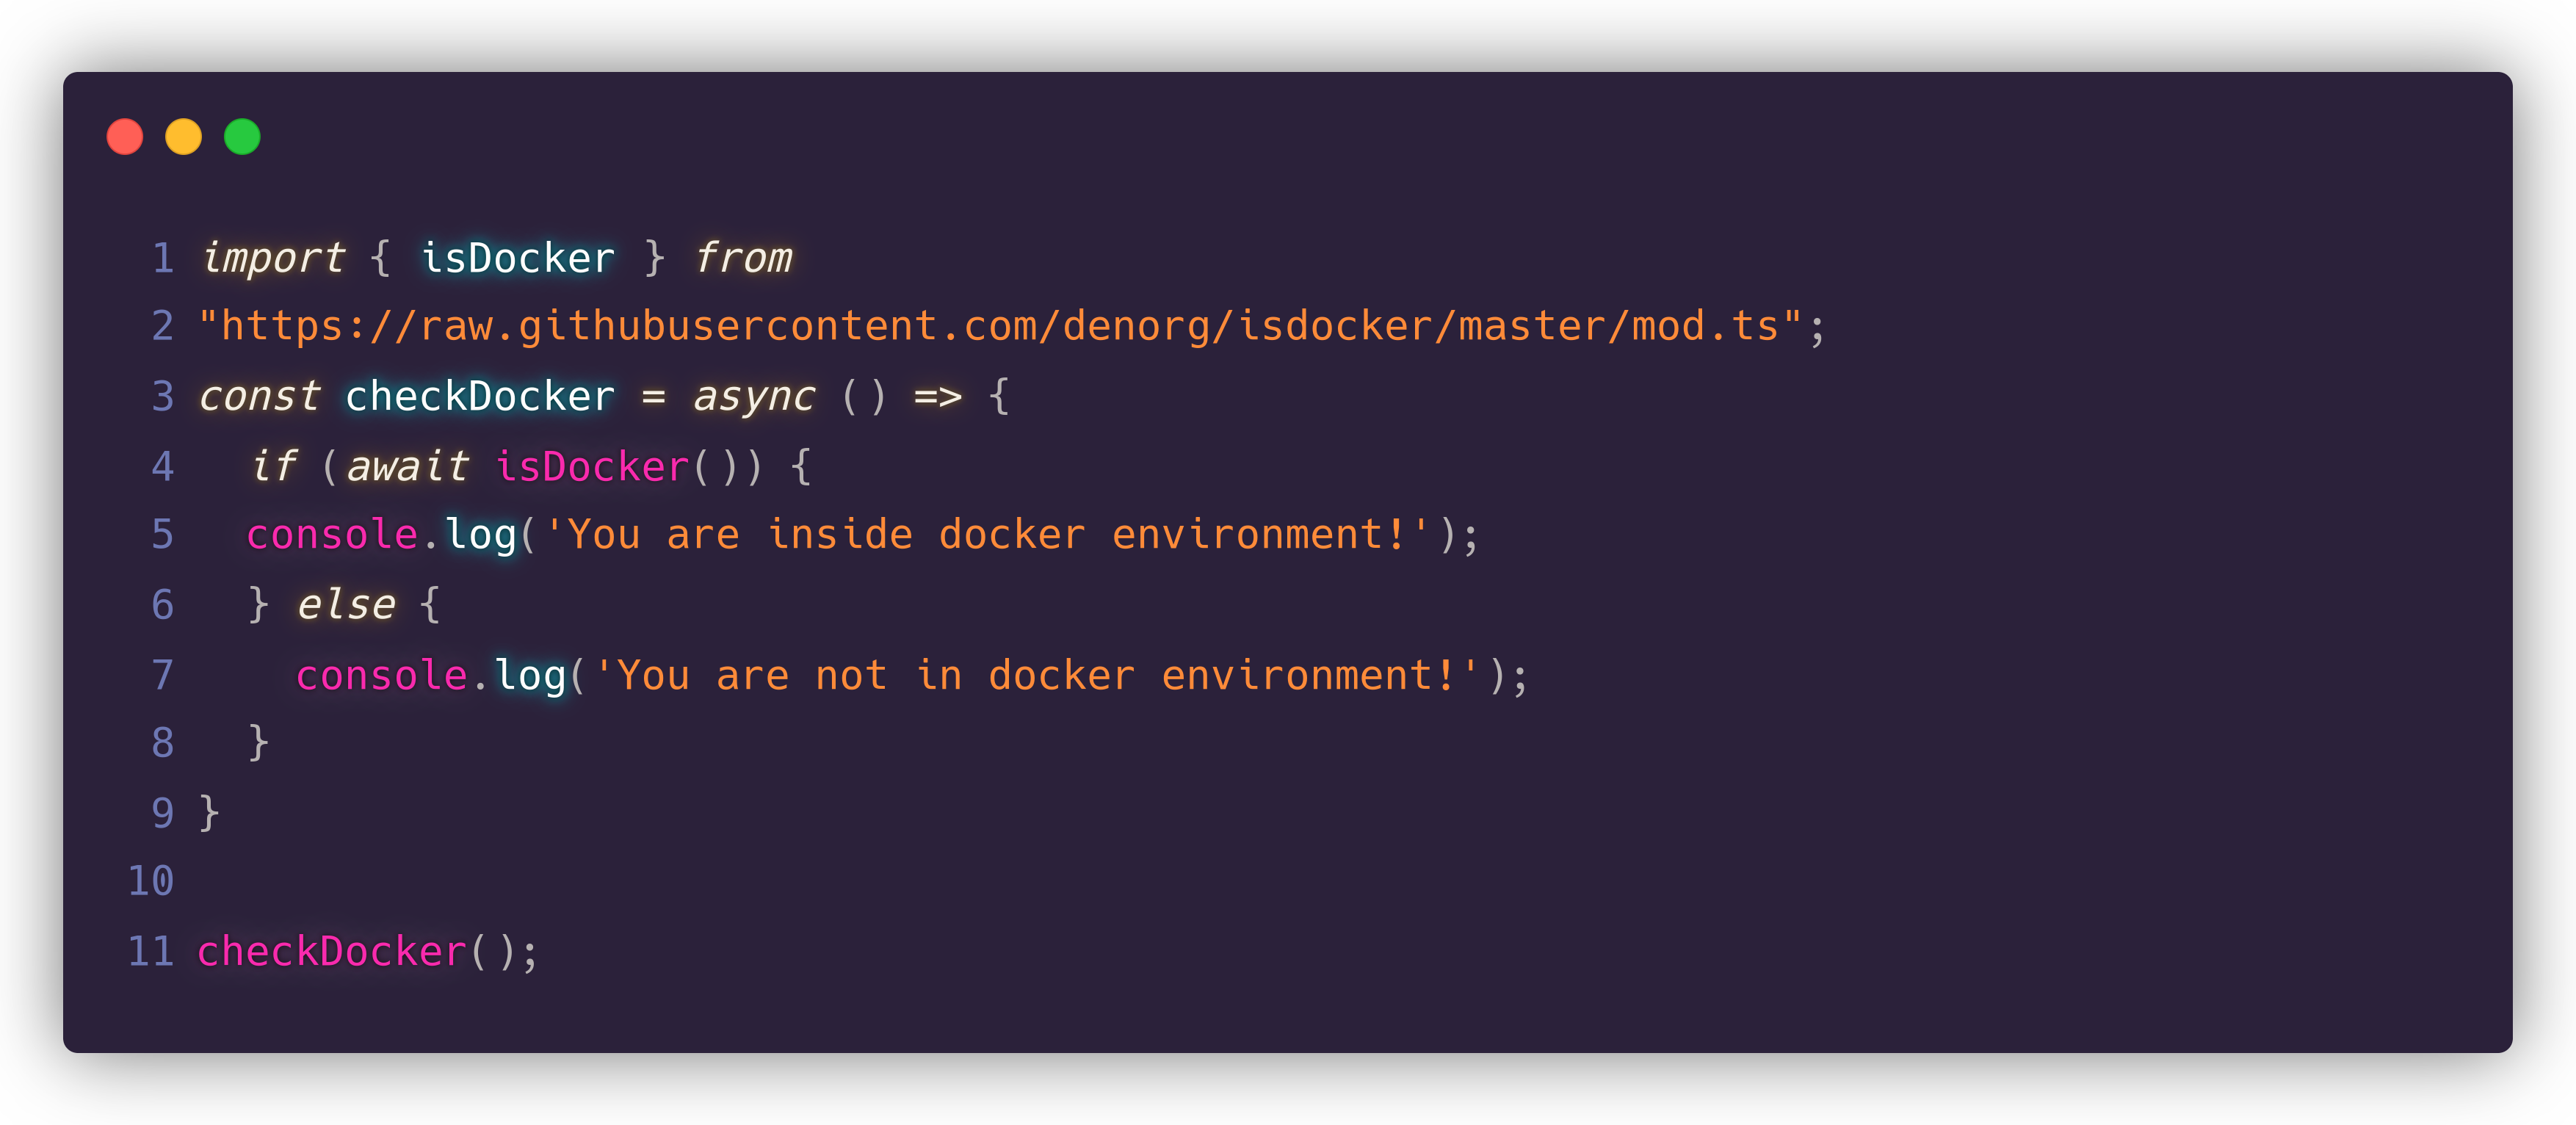 1 import { isDocker } from
2 "https://raw.githubusercontent.com/denorg/isdocker/master/mod.ts";
3 const checkDocker = async () => {
4   if (await isDocker()) {
5   console.log('You are inside docker environment!');
6   } else {
7     console.log('You are not in docker environment!');
8   }
9 }
10
11 checkDocker();